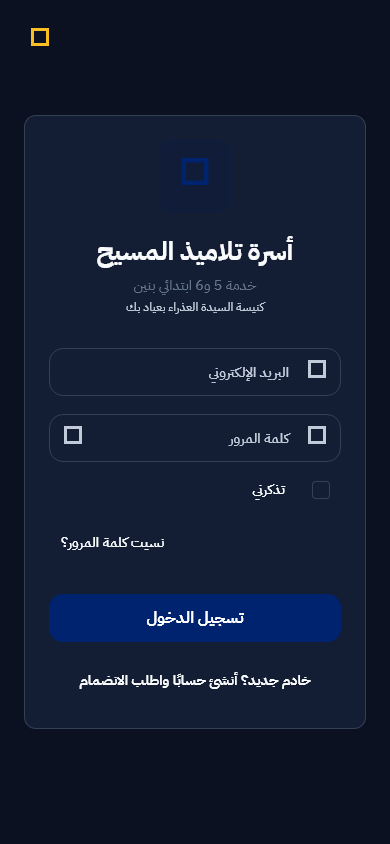 أسرة تلاميذ المسيح
خدمة 5 و6 ابتدائي بنين
كنيسة السيدة العذراء بعياد بك
البريد الإلكتروني
كلمة المرور
تذكرني
نسيت كلمة المرور؟
تسجيل الدخول
خادم جديد؟ أنشئ حسابًا واطلب الانضمام